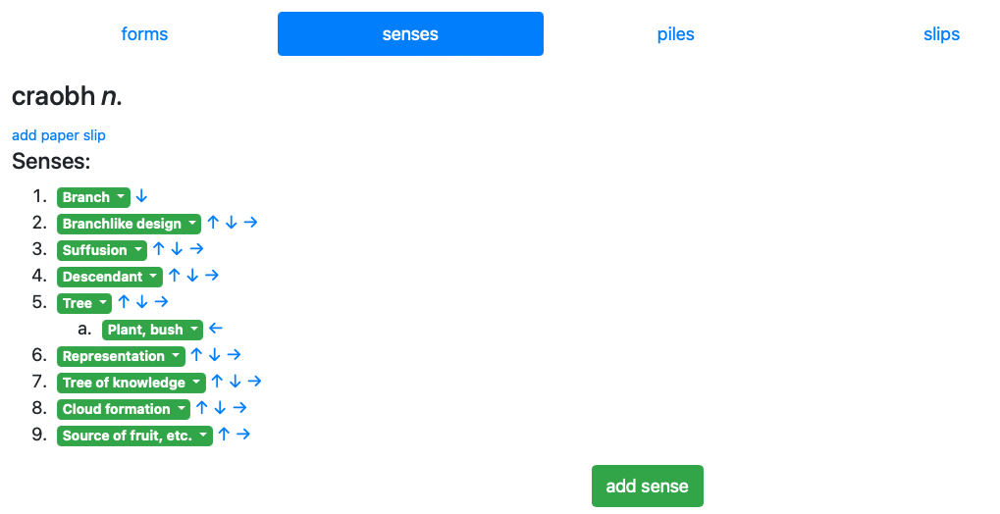 forms senses piles slips
craobh n.
add paper slip
Senses:
1. Branch ↓
2. Branchlike design ↑ ↓ →
3. Suffusion ↑ ↓ →
4. Descendant ↑ ↓ →
5. Tree ↑ ↓ →
a. Plant, bush ←
6. Representation ↑ ↓ →
7. Tree of knowledge ↑ ↓ →
8. Cloud formation ↑ ↓ →
9. Source of fruit, etc. ↑ →
add sense